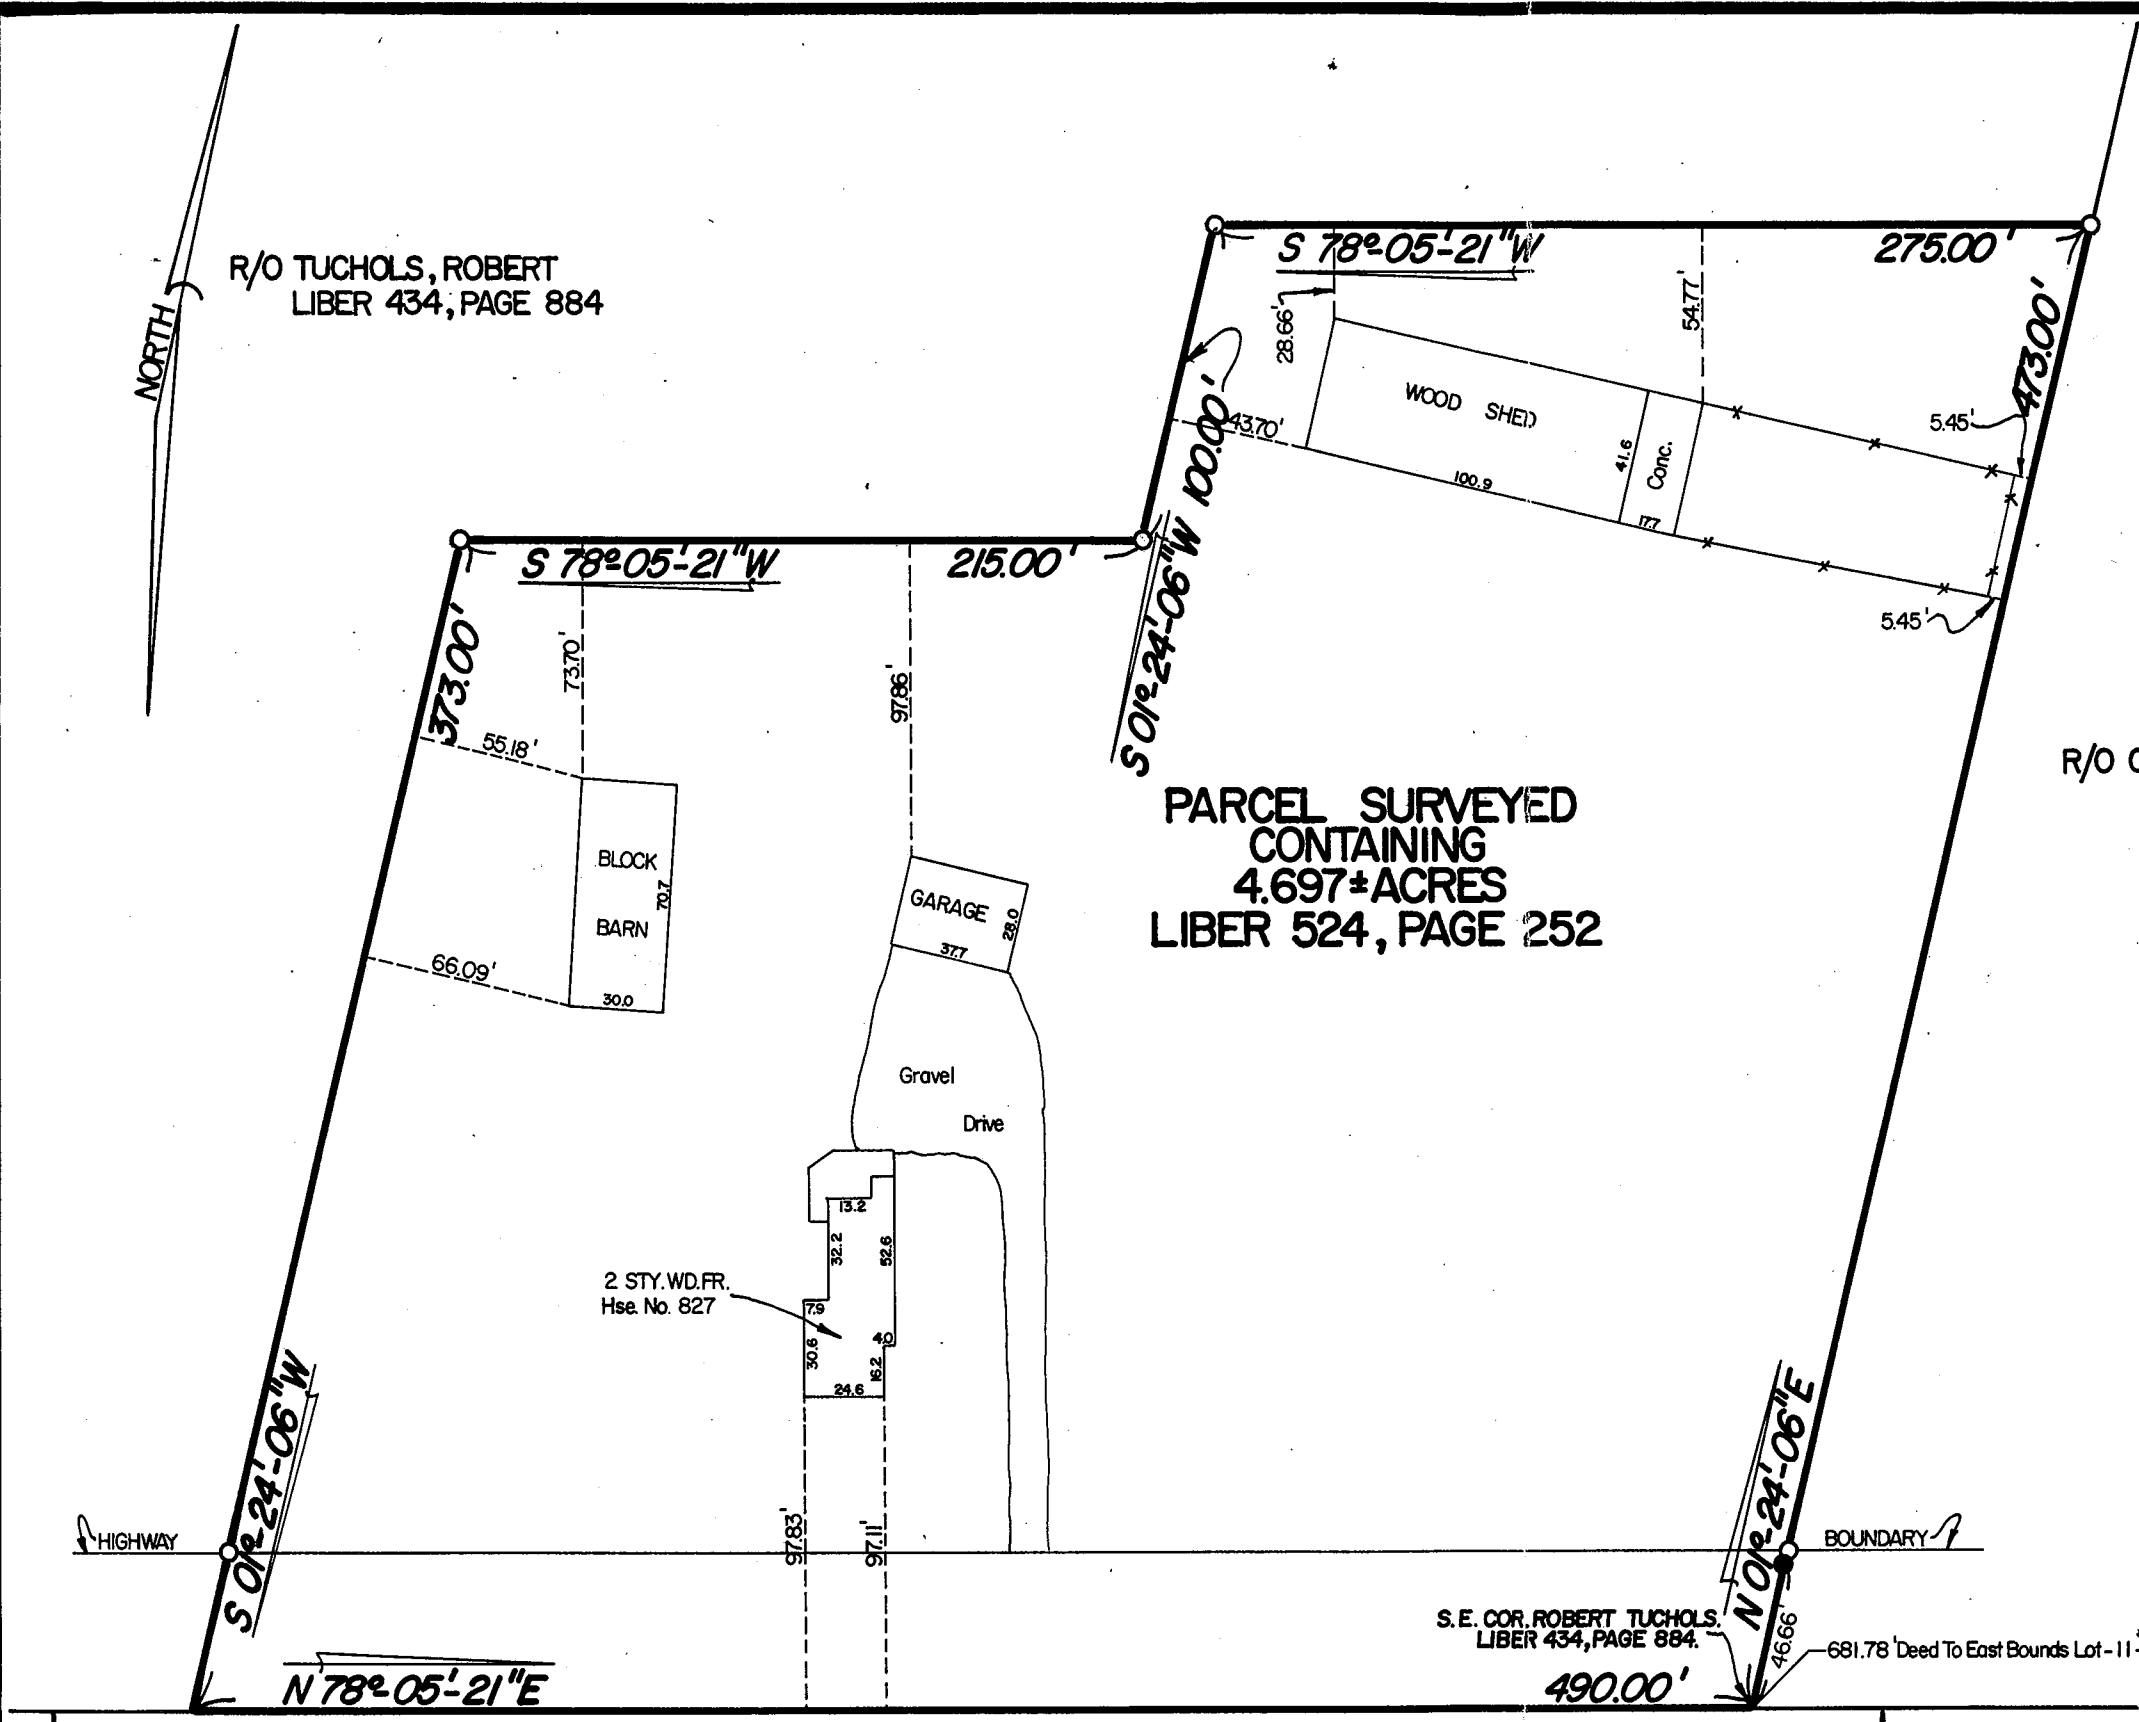 NORTH
R/O TUCHOLS, ROBERT
LIBER 434, PAGE 884
S 78º-05'-21"W
275.00'
28.66'
54.77'
473.00'
WOOD SHED
43.70'
41.6
Conc.
5.45'
100.9
17.7
5.45'
S 01º-24'-06"W 100.00'
S 78º-05'-21"W
215.00'
373.00'
73.70'
97.86'
55.18'
R/O
PARCEL SURVEYED
CONTAINING
4.697±ACRES
LIBER 524, PAGE 252
BLOCK
BARN
70.7
30.0
66.09'
GARAGE
28.0
37.7
Gravel
Drive
13.2
32.2
52.6
2 STY.WD.FR.
Hse. No. 827
7.9
30.6
4.0
16.2
24.6
97.83'
97.11'
S 01º-24'-06"W
N 01º-24'-06"E
HIGHWAY
BOUNDARY
S.E. COR. ROBERT TUCHOLS.
LIBER 434, PAGE 884.
46.66'
681.78' Deed To East Bounds Lot-11
N 78º-05'-21"E
490.00'